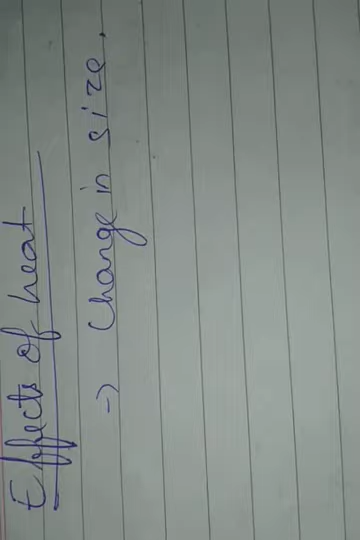 Effects of heat
→ Change in size.